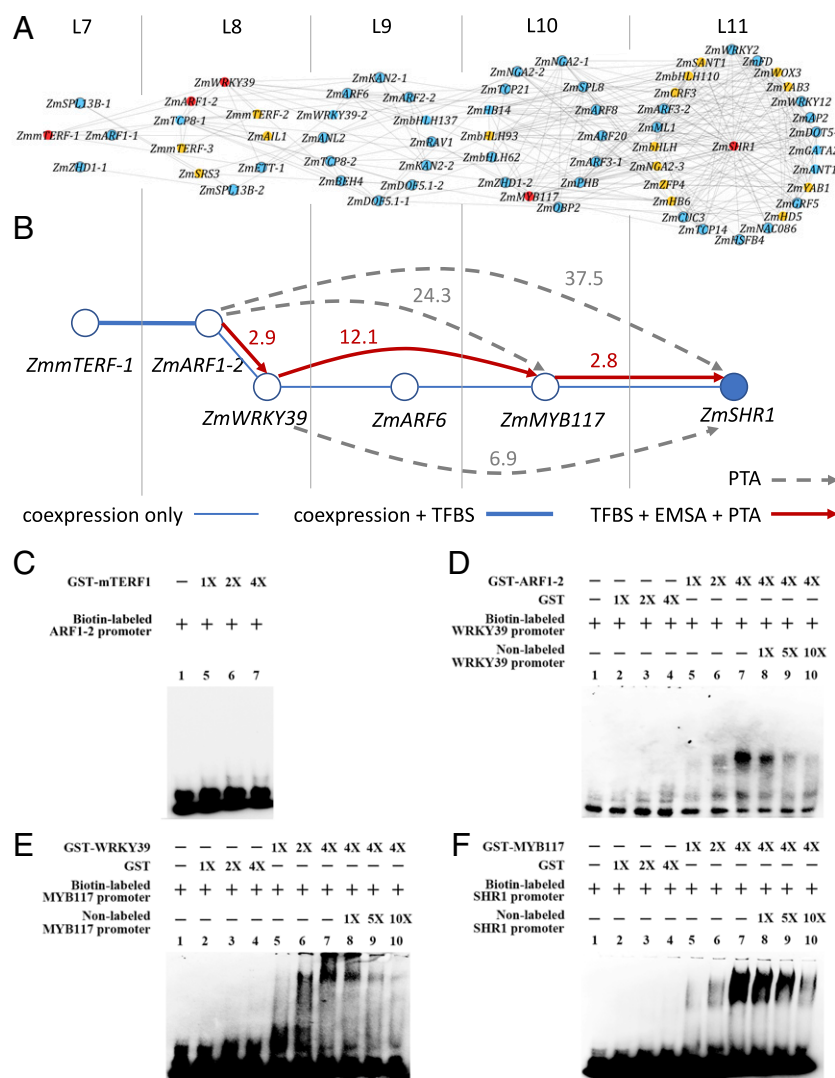 A
L7 L8 L9 L10 L11
ZmSPL13B-1
ZmmTERF-1
ZmARF1-1
ZmZHD1-1
ZmWRKY39
ZmARF1-2
ZmTCP8-1
ZmmTERF-2
ZmAIL1
ZmmTERF-3
ZmSRS3
ZmETT-1
ZmSPL13B-2
ZmKAN2-1
ZmARF6
ZmARF2-2
ZmWRKY39-2
ZmbHLH137
ZmANL2
ZmRAV1
ZmTCP8-2
ZmKAN2-2
ZmBEH4
ZmDOF5.1-2
ZmDOF5.1-1
ZmNGA2-1
ZmNGA2-2
ZmTCP21
ZmSPL8
ZmHB14
ZmARF8
ZmbHLH93
ZmARF20
ZmbHLH62
ZmARF3-1
ZmZHD1-2
ZmPHB
ZmMYB117
ZmOBP2
ZmWRKY2
ZmSANT1
ZmFD
ZmbHLH110
ZmWOX3
ZmCRF3
ZmYAB3
ZmARF3-2
ZmWRKY12
ZmML1
ZmAP2
ZmbHLH
ZmDOT5
ZmSHR1
ZmNGA2-3
ZmGATA2
ZmANT1
ZmZFP4
ZmYAB1
ZmHB6
ZmGRF5
ZmCUC3
ZmHD5
ZmTCP14
ZmNAC086
ZmHSFB4
B
37.5
24.3
2.9 12.1 2.8
ZmmTERF-1 ZmARF1-2
ZmWRKY39 ZmARF6 ZmMYB117 ZmSHR1
6.9
PTA
coexpression only coexpression + TFBS TFBS + EMSA + PTA
C
GST-mTERF1 – 1X 2X 4X
Biotin-labeled
ARF1-2 promoter + + + +
1 5 6 7
D
GST-ARF1-2 – – – – 1X 2X 4X 4X 4X 4X
GST – 1X 2X 4X – – – – – –
Biotin-labeled
WRKY39 promoter + + + + + + + + + +
Non-labeled
WRKY39 promoter – – – – – – – 1X 5X 10X
1 2 3 4 5 6 7 8 9 10
E
GST-WRKY39 – – – – 1X 2X 4X 4X 4X 4X
GST – 1X 2X 4X – – – – – –
Biotin-labeled
MYB117 promoter + + + + + + + + + +
Non-labeled
MYB117 promoter – – – – – – – 1X 5X 10X
1 2 3 4 5 6 7 8 9 10
F
GST-MYB117 – – – – 1X 2X 4X 4X 4X 4X
GST – 1X 2X 4X – – – – – –
Biotin-labeled
SHR1 promoter + + + + + + + + + +
Non-labeled
SHR1 promoter – – – – – – – 1X 5X 10X
1 2 3 4 5 6 7 8 9 10